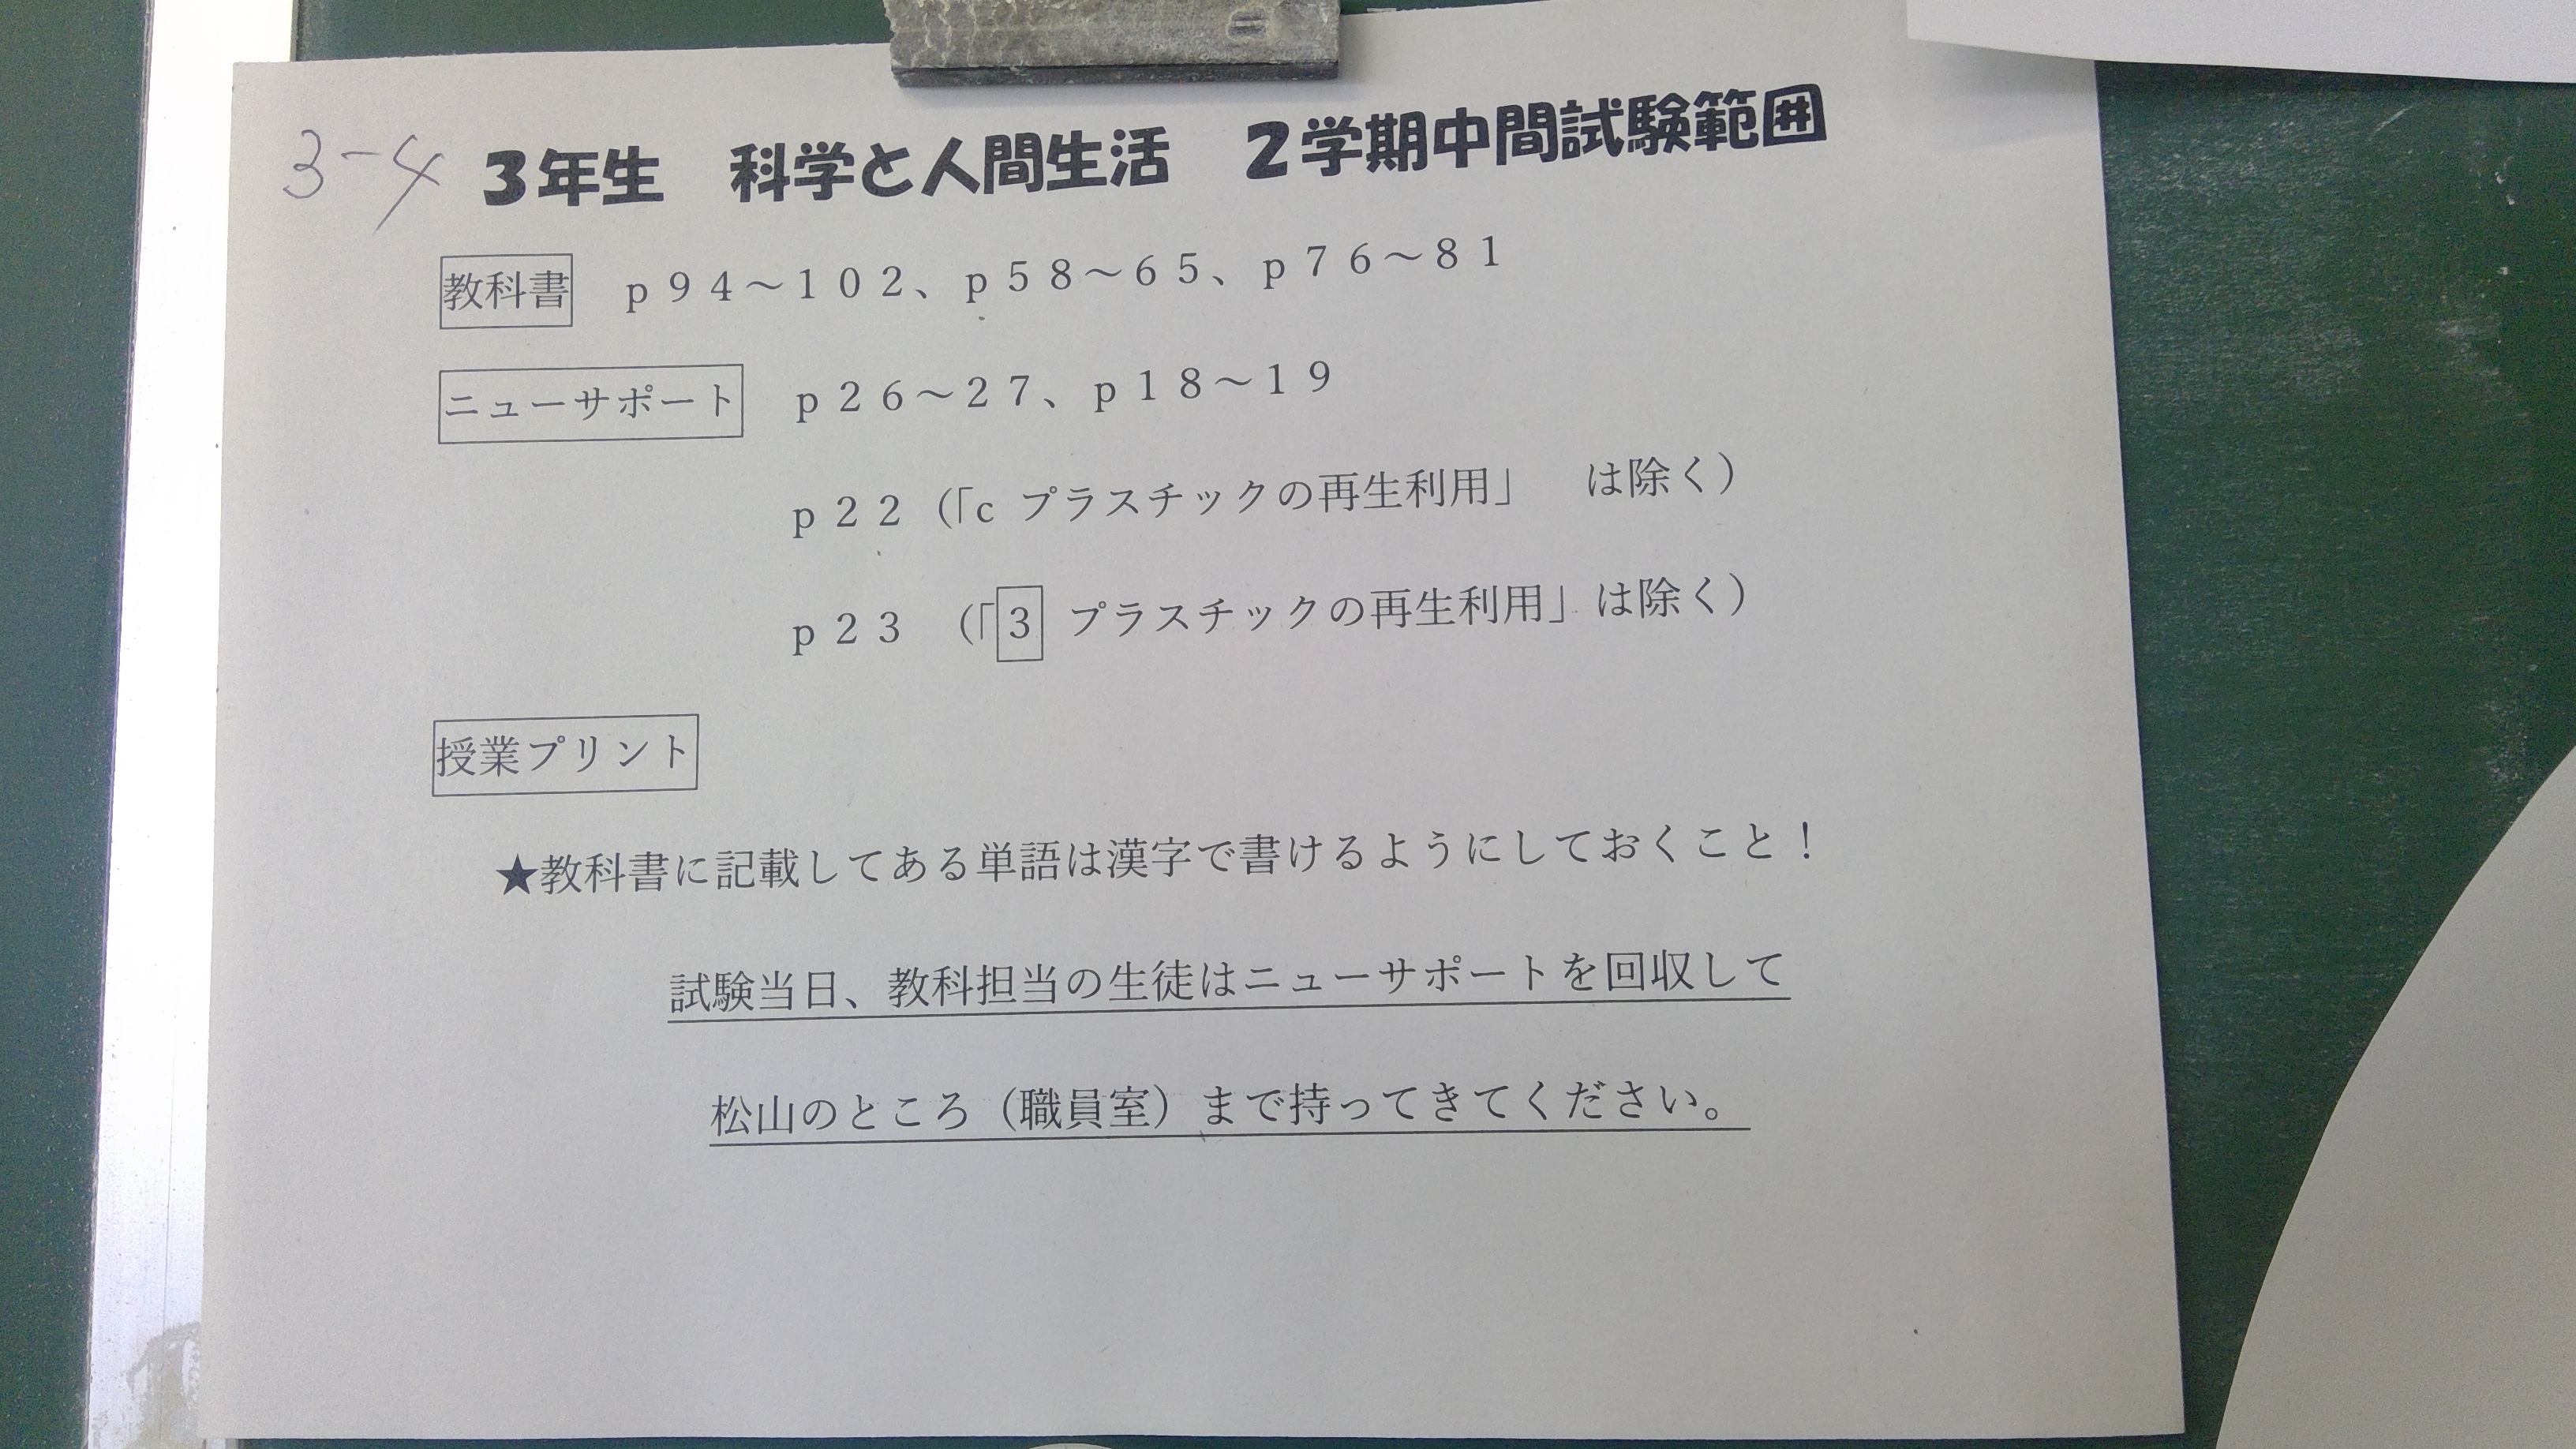 3-4 3年生　科学と人間生活　2学期中間試験範囲
教科書　ｐ９４～１０２、ｐ５８～６５、ｐ７６～８１
ニューサポート　ｐ２６～２７、ｐ１８～１９
ｐ２２（「c プラスチックの再生利用」　は除く）
ｐ２３　（「3 プラスチックの再生利用」は除く）
授業プリント
★教科書に記載してある単語は漢字で書けるようにしておくこと！
試験当日、教科担当の生徒はニューサポートを回収して
松山のところ（職員室）まで持ってきてください。